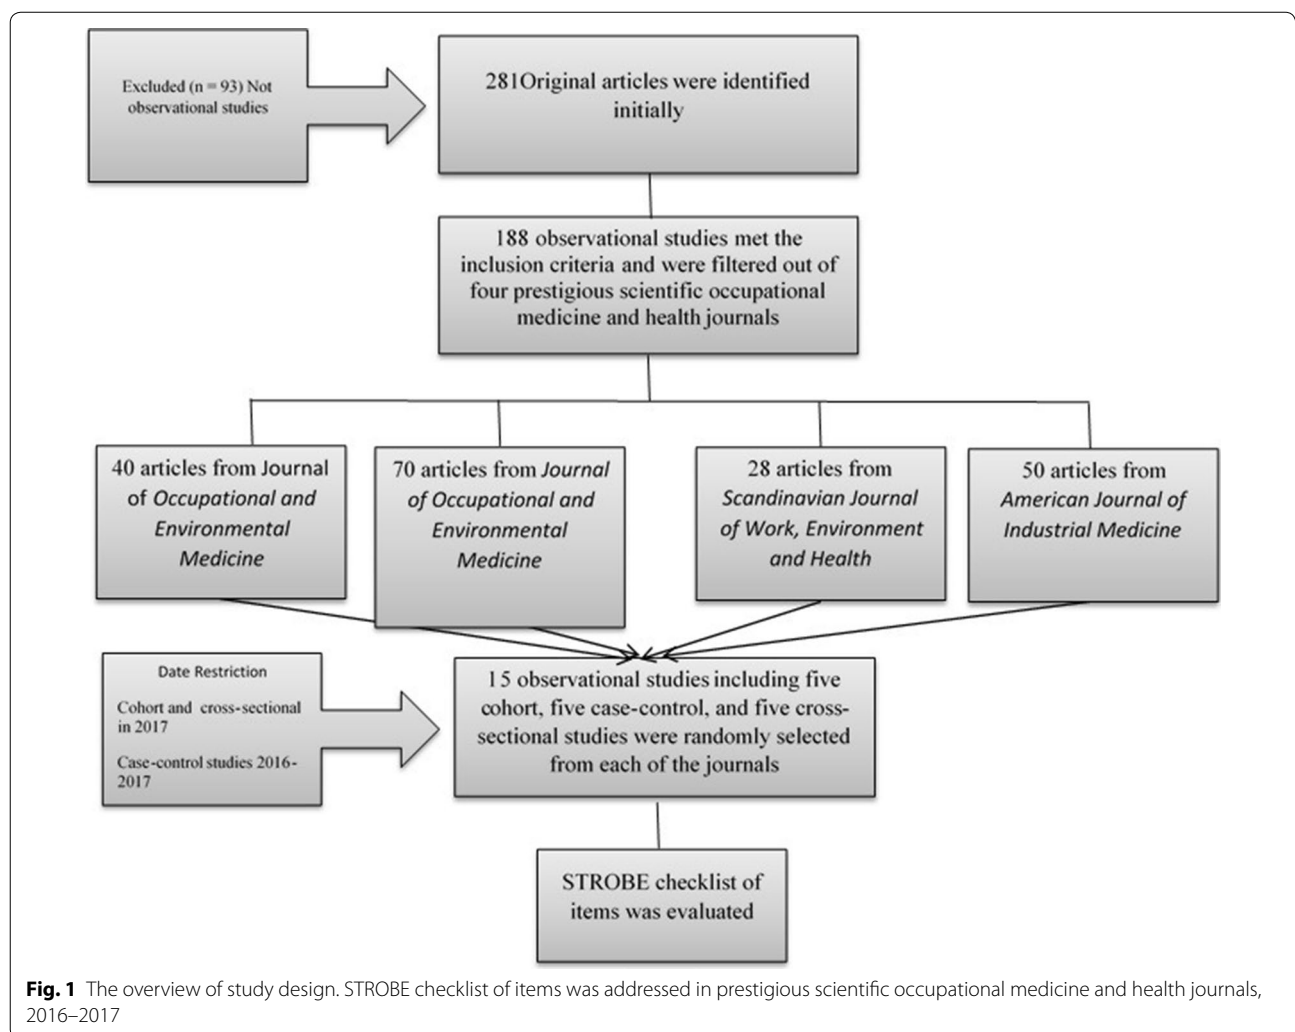 Excluded (n = 93) Not
observational studies
281Original articles were identified
initially
188 observational studies met the
inclusion criteria and were filtered out of
four prestigious scientific occupational
medicine and health journals
40 articles from Journal
of Occupational and
Environmental
Medicine
70 articles from Journal
of Occupational and
Environmental
Medicine
28 articles from
Scandinavian Journal
of Work, Environment
and Health
50 articles from
American Journal of
Industrial Medicine
Date Restriction
Cohort and cross-sectional
in 2017
Case-control studies 2016-
2017
15 observational studies including five
cohort, five case-control, and five cross-
sectional studies were randomly selected
from each of the journals
STROBE checklist of
items was evaluated
Fig. 1 The overview of study design. STROBE checklist of items was addressed in prestigious scientific occupational medicine and health journals,
2016–2017